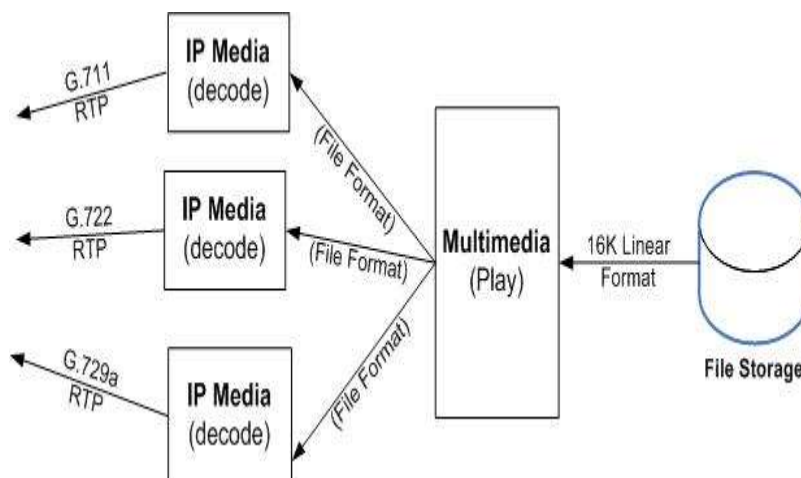 IP Media
(decode)
G.711
RTP
(File Format)
IP Media
(decode)
G.722
RTP
(File Format)
Multimedia
(Play)
16K Linear
Format
File Storage
IP Media
(decode)
G.729a
RTP
(File Format)